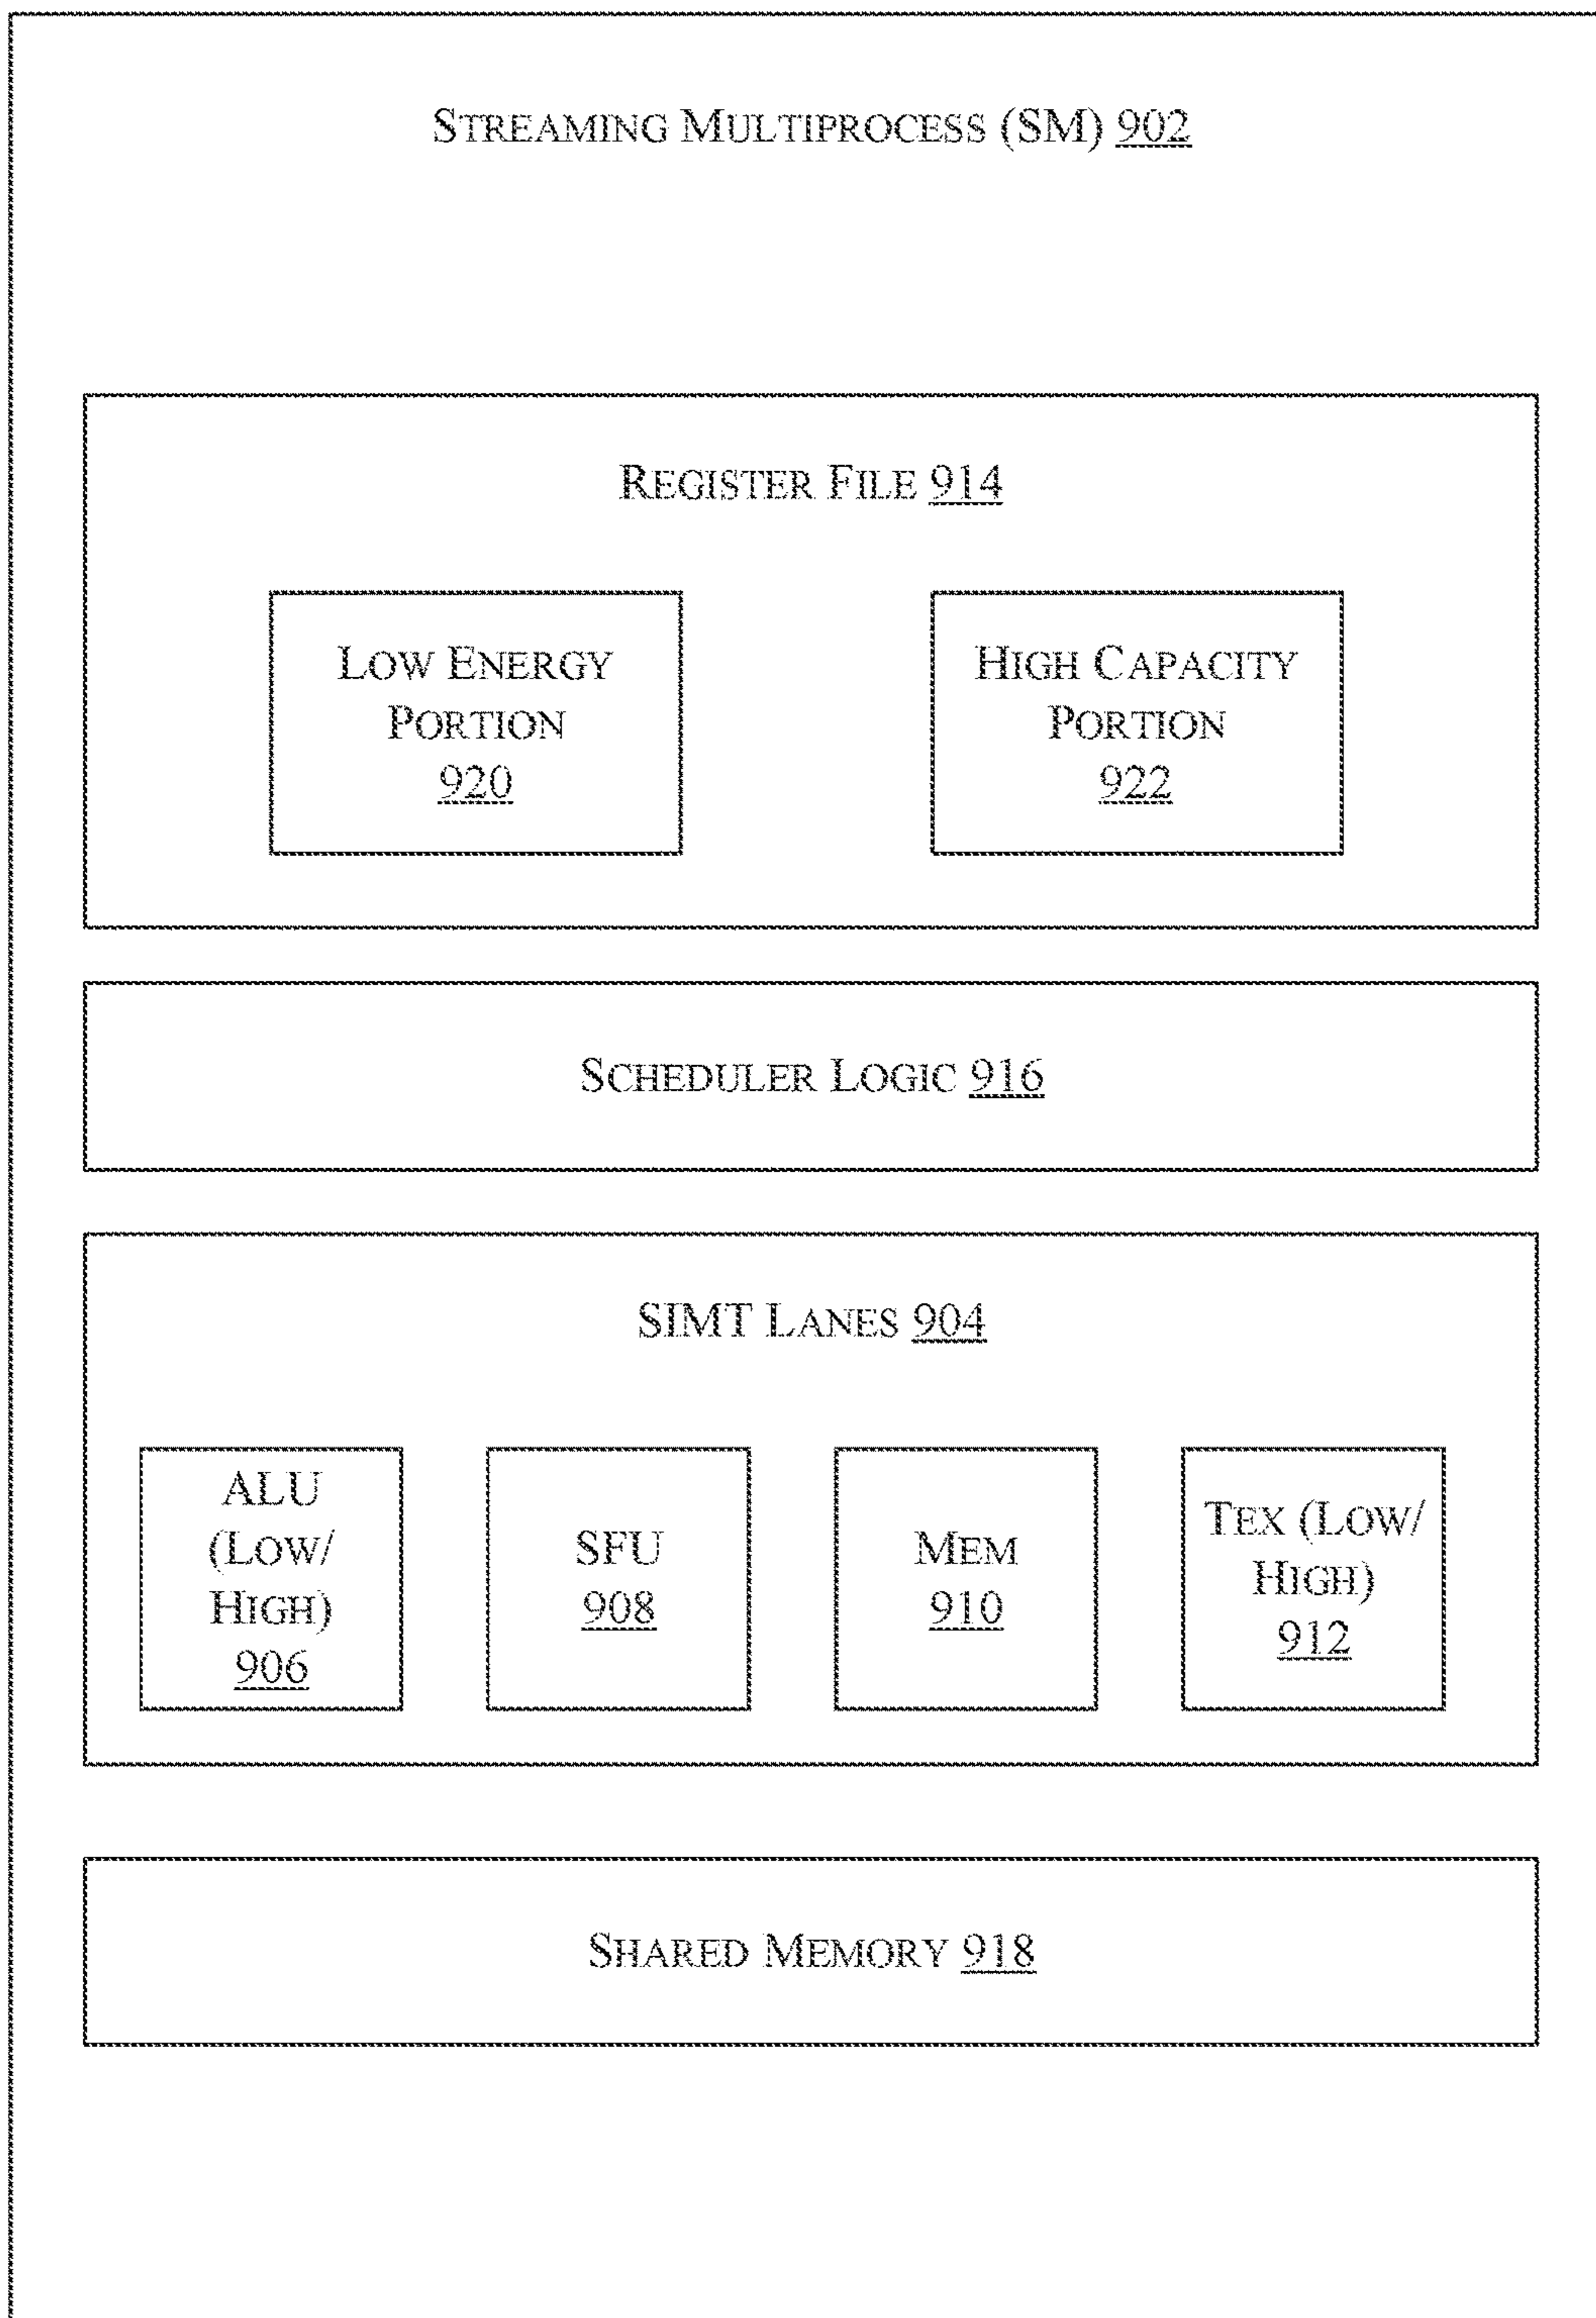 STREAMING MULTIPROCESS (SM) 902
REGISTER FILE 914
LOW ENERGY
PORTION
920
HIGH CAPACITY
PORTION
922
SCHEDULER LOGIC 916
SIMT LANES 904
ALU
(LOW/
HIGH)
906
SFU
908
MEM
910
TEX (LOW/
HIGH)
912
SHARED MEMORY 918